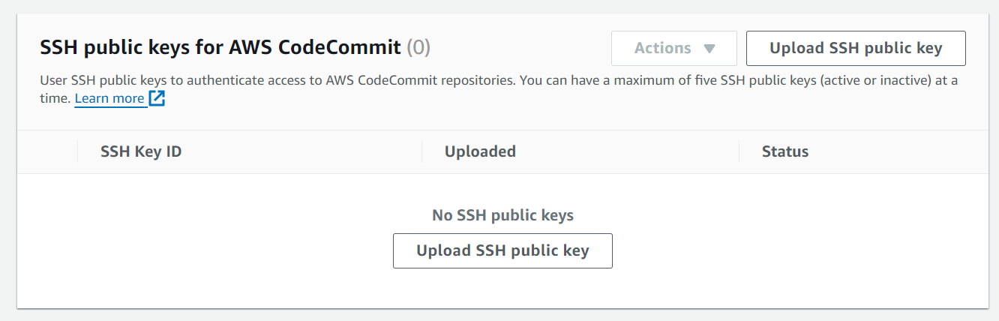 SSH public keys for AWS CodeCommit (0)
Actions
Upload SSH public key
User SSH public keys to authenticate access to AWS CodeCommit repositories. You can have a maximum of five SSH public keys (active or inactive) at a
time. Learn more
SSH Key ID
Uploaded
Status
No SSH public keys
Upload SSH public key